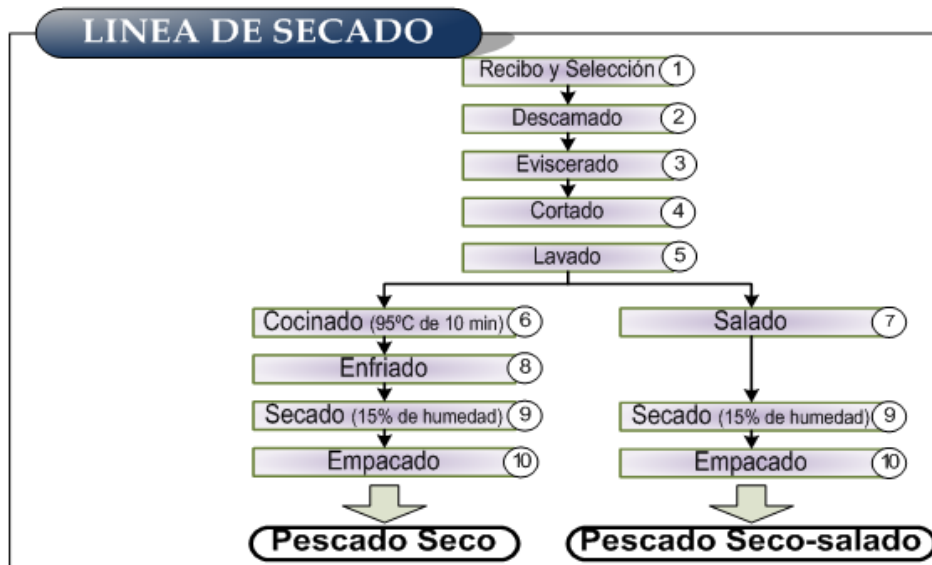 LINEA DE SECADO
Recibo y Selección 1
Descamado 2
Eviscerado 3
Cortado 4
Lavado 5
Cocinado (95ºC de 10 min) 6
Salado 7
Enfriado 8
Secado (15% de humedad) 9
Secado (15% de humedad) 9
Empacado 10
Empacado 10
Pescado Seco
Pescado Seco-salado